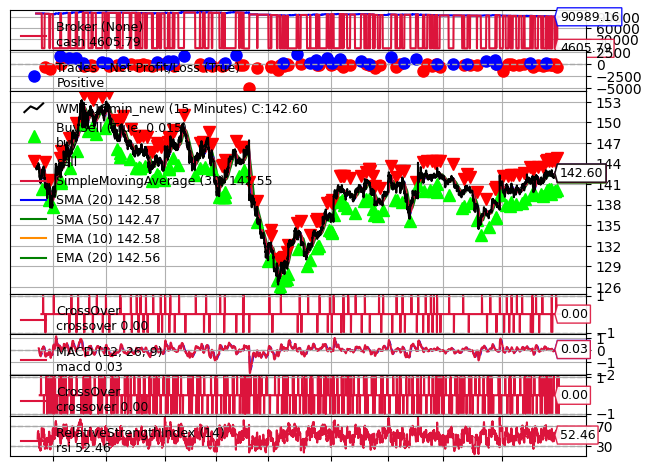 Broker (None)
cash 4605.79
90989.16
4605.79
Trades - Net Profit/Loss (True)
Positive
2500
0
−2500
−5000
WMT_15min_new (15 Minutes) C:142.60
BuySell (True, 0.015)
buy
sell
SimpleMovingAverage (30) 142.55
SMA (20) 142.58
SMA (50) 142.47
EMA (10) 142.58
EMA (20) 142.56
153
150
147
144
142.60
141
138
135
132
129
126
CrossOver
crossover 0.00
1
0.00
−1
MACD (12, 26, 9)
macd 0.03
1
0
0.03
−1
−2
CrossOver
crossover 0.00
1
0.00
−1
RelativeStrengthIndex (14)
rsi 52.46
70
52.46
30